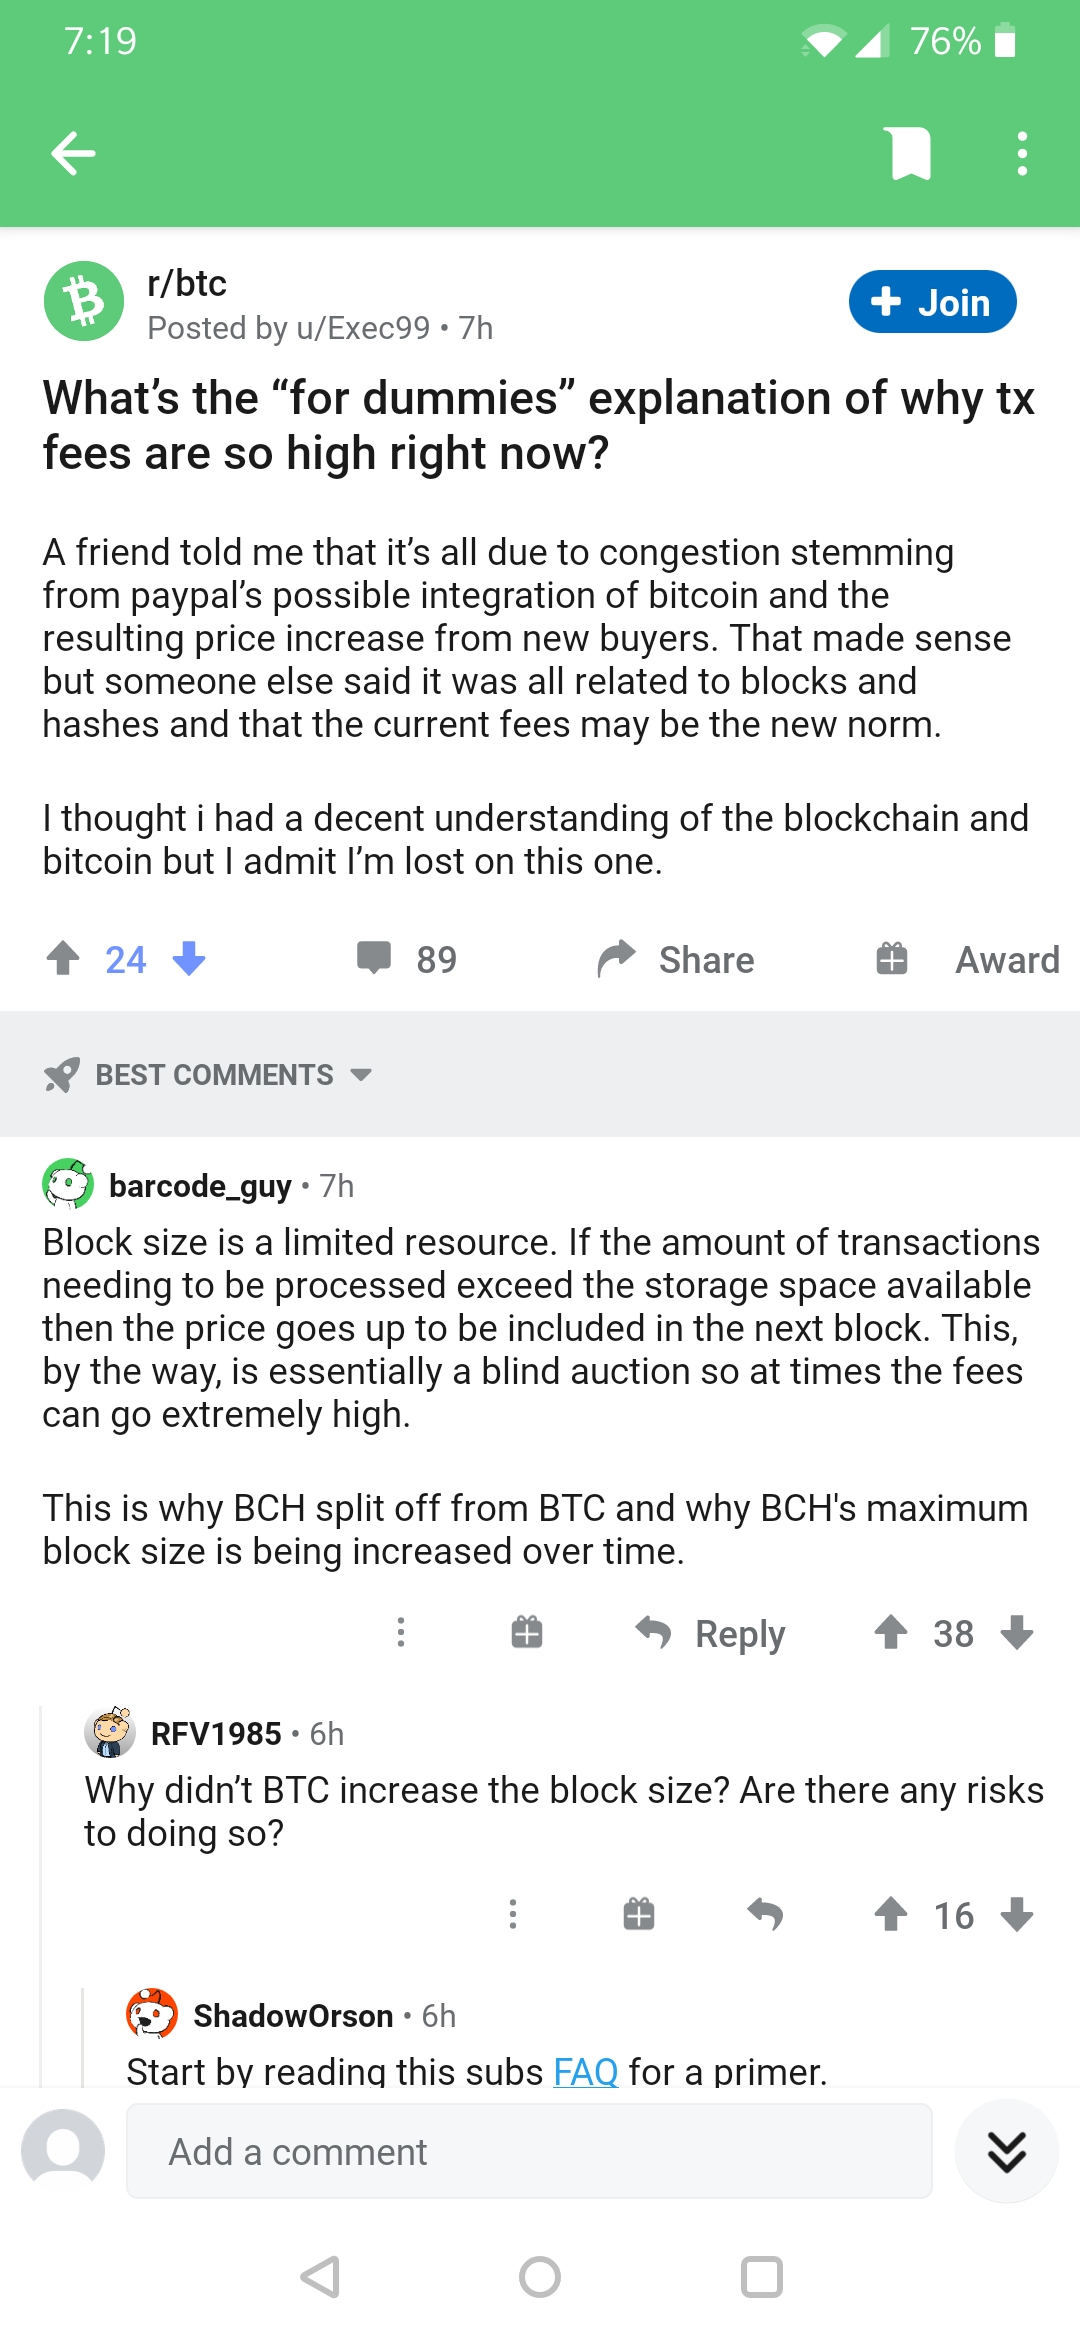 7:19
76%
r/btc
Posted by u/Exec99 • 7h
+ Join
What’s the “for dummies” explanation of why tx
fees are so high right now?
A friend told me that it’s all due to congestion stemming
from paypal’s possible integration of bitcoin and the
resulting price increase from new buyers. That made sense
but someone else said it was all related to blocks and
hashes and that the current fees may be the new norm.
I thought i had a decent understanding of the blockchain and
bitcoin but I admit I’m lost on this one.
24
89
Share
Award
BEST COMMENTS
barcode_guy • 7h
Block size is a limited resource. If the amount of transactions
needing to be processed exceed the storage space available
then the price goes up to be included in the next block. This,
by the way, is essentially a blind auction so at times the fees
can go extremely high.
This is why BCH split off from BTC and why BCH's maximum
block size is being increased over time.
Reply
38
RFV1985 • 6h
Why didn’t BTC increase the block size? Are there any risks
to doing so?
16
ShadowOrson • 6h
Start by reading this subs FAQ for a primer.
Add a comment